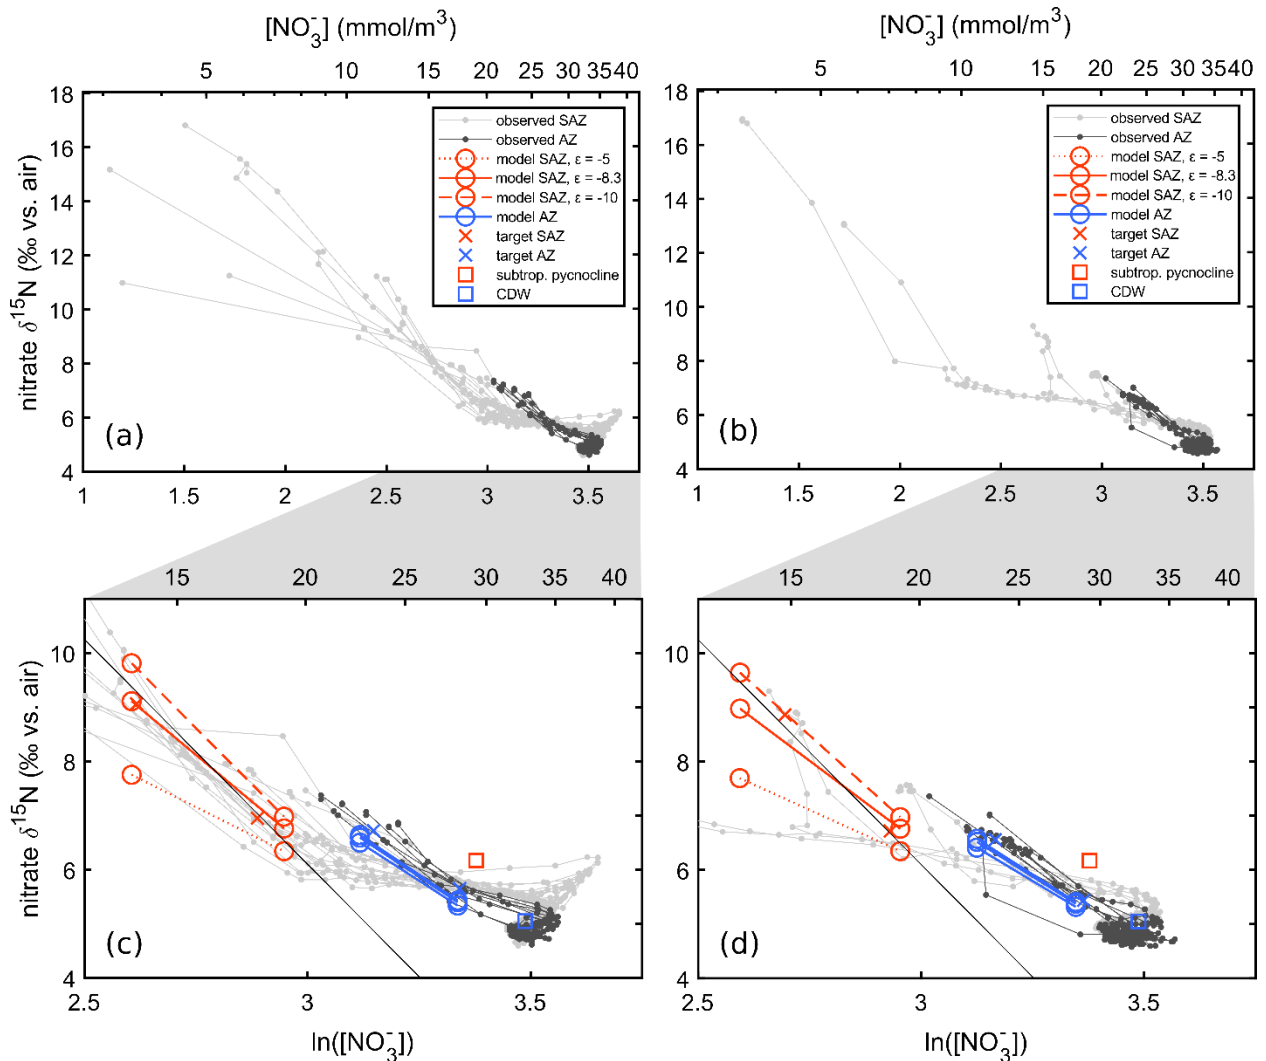 [NO₃⁻] (mmol/m³)
5 10 15 20 25 30 35 40
18
16
14
12
10
8
6
4
nitrate δ¹⁵N (‰ vs. air)
observed SAZ
observed AZ
model SAZ, ε = -5
model SAZ, ε = -8.3
model SAZ, ε = -10
model AZ
target SAZ
target AZ
subtrop. pycnocline
CDW
(a)
1 1.5 2 2.5 3 3.5
[NO₃⁻] (mmol/m³)
5 10 15 20 25 30 35 40
18
16
14
12
10
8
6
4
observed SAZ
observed AZ
model SAZ, ε = -5
model SAZ, ε = -8.3
model SAZ, ε = -10
model AZ
target SAZ
target AZ
subtrop. pycnocline
CDW
(b)
1 1.5 2 2.5 3 3.5
15 20 25 30 35 40
10
8
6
4
nitrate δ¹⁵N (‰ vs. air)
(c)
2.5 3 3.5
ln([NO₃⁻])
15 20 25 30 35 40
10
8
6
4
(d)
2.5 3 3.5
ln([NO₃⁻])